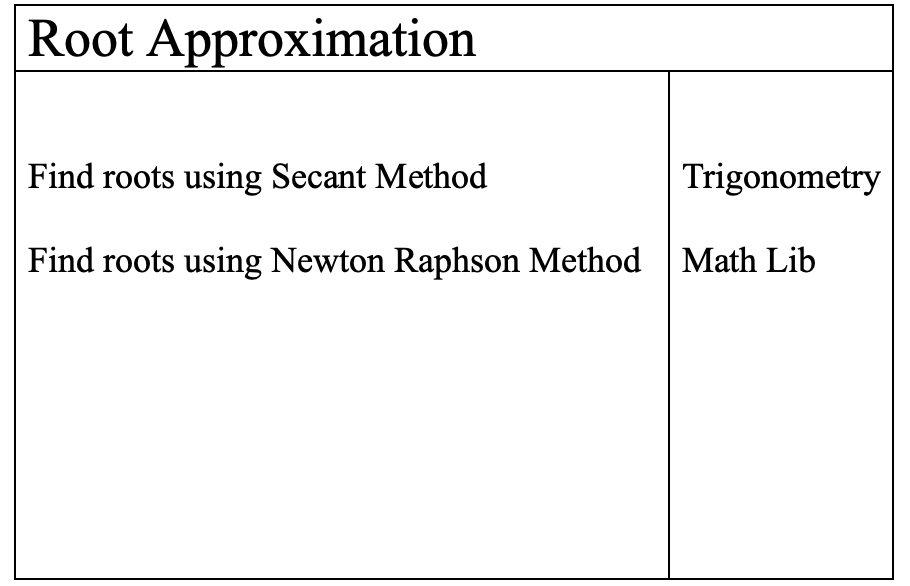 Root Approximation
Find roots using Secant Method
Trigonometry
Find roots using Newton Raphson Method
Math Lib